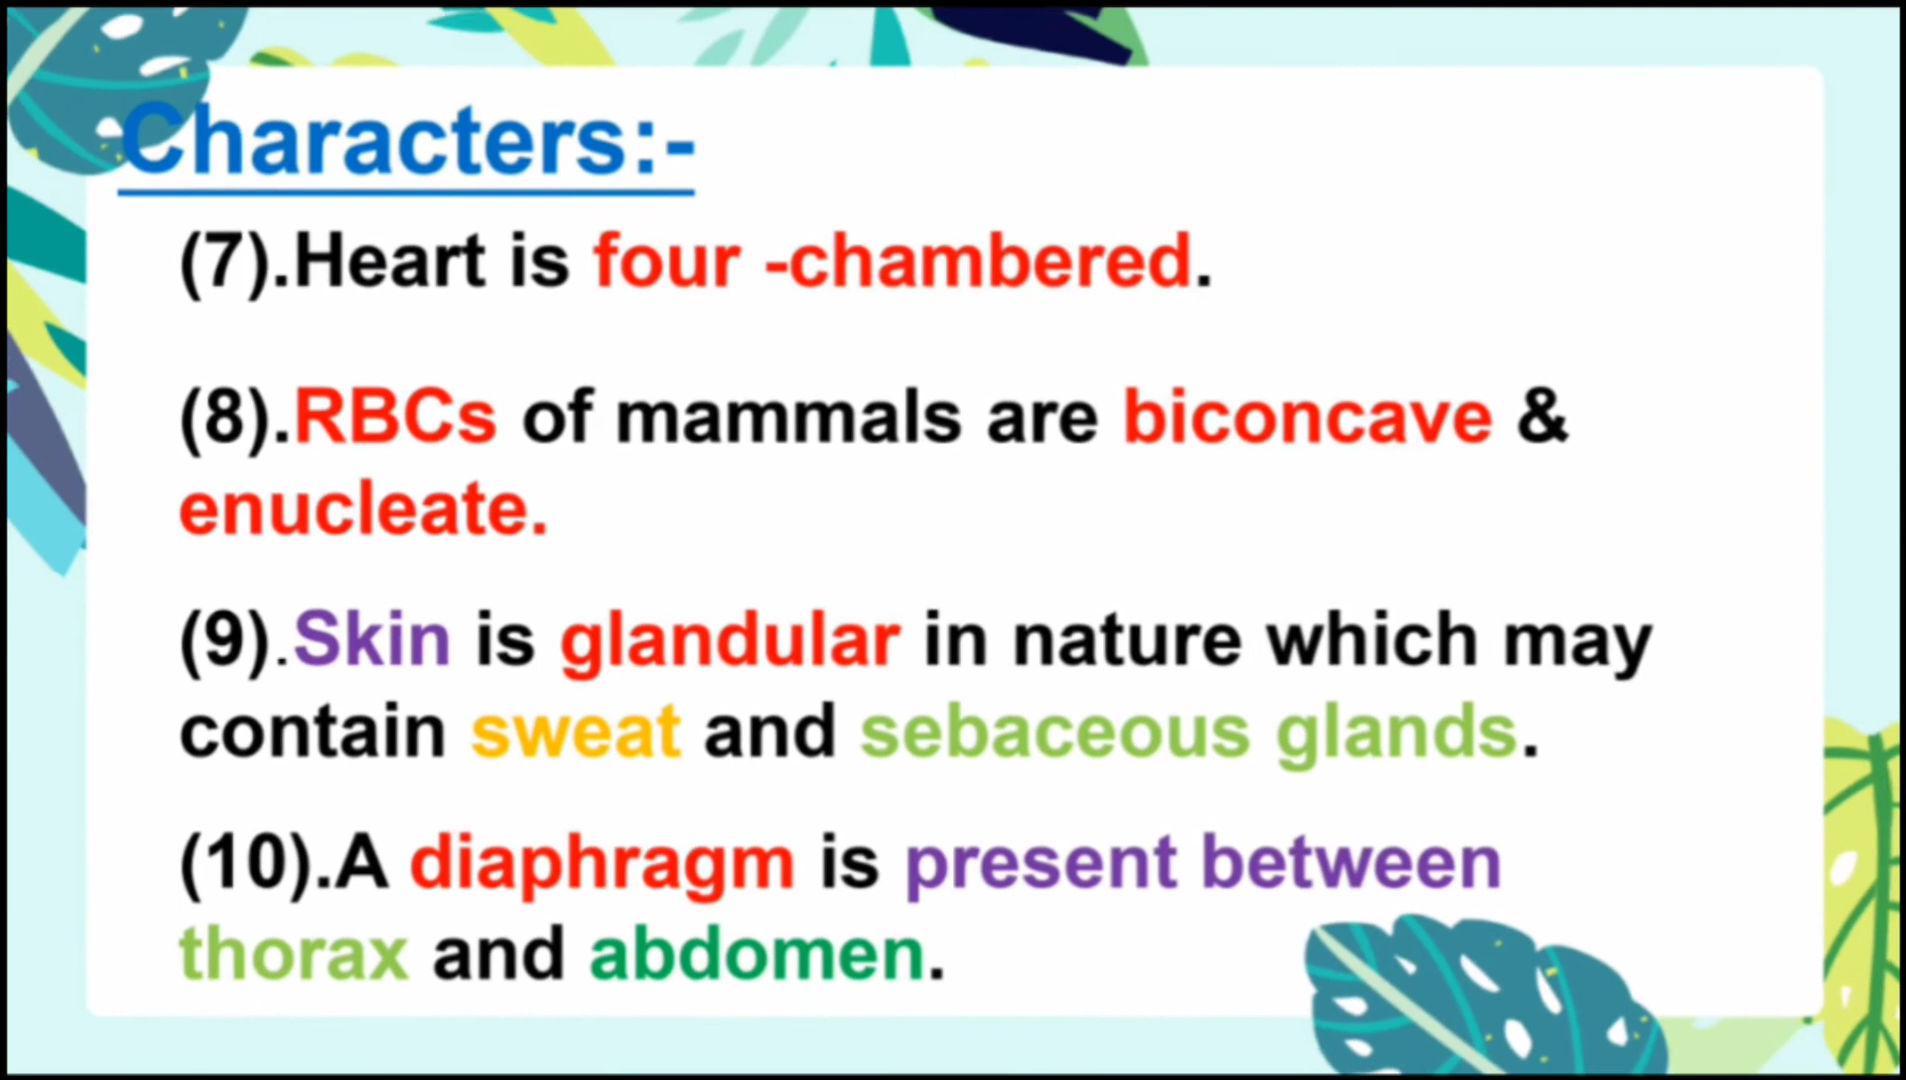 Characters:-
(7).Heart is four -chambered.
(8).RBCs of mammals are biconcave &
enucleate.
(9).Skin is glandular in nature which may
contain sweat and sebaceous glands.
(10).A diaphragm is present between
thorax and abdomen.